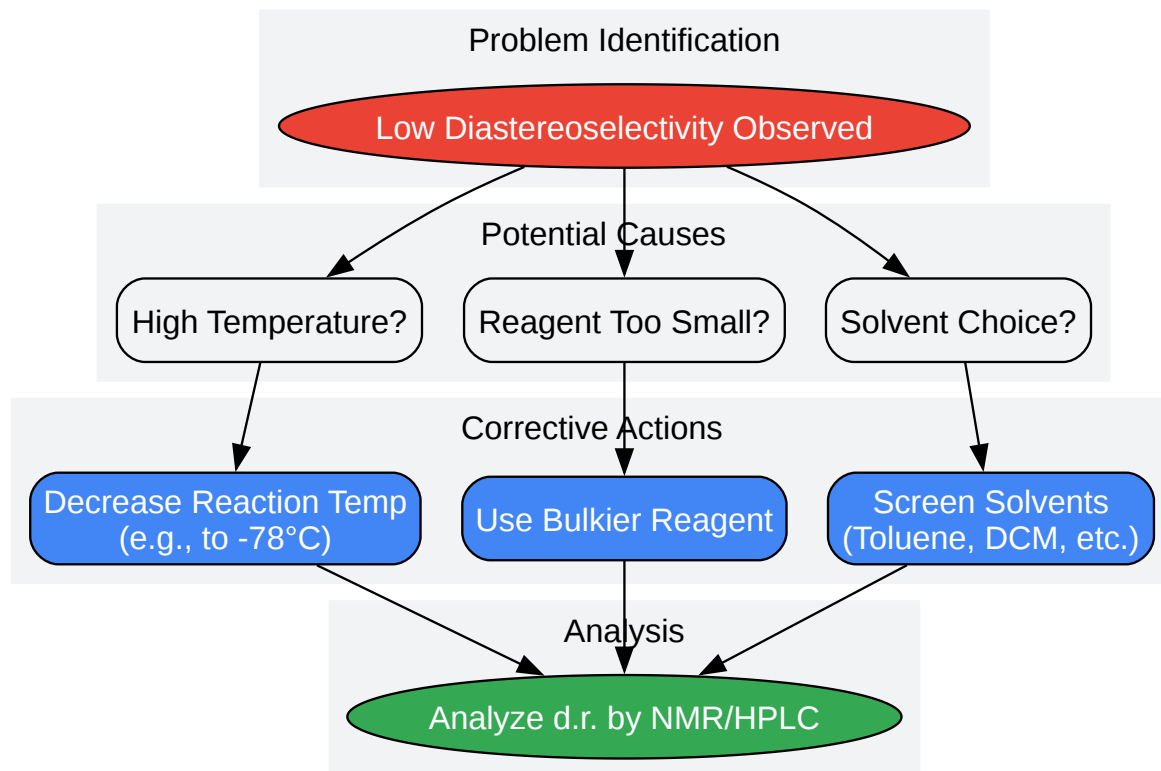 Problem Identification
Low Diastereoselectivity Observed
Potential Causes
High Temperature?
Reagent Too Small?
Solvent Choice?
Corrective Actions
Decrease Reaction Temp
(e.g., to -78°C)
Use Bulkier Reagent
Screen Solvents
(Toluene, DCM, etc.)
Analysis
Analyze d.r. by NMR/HPLC